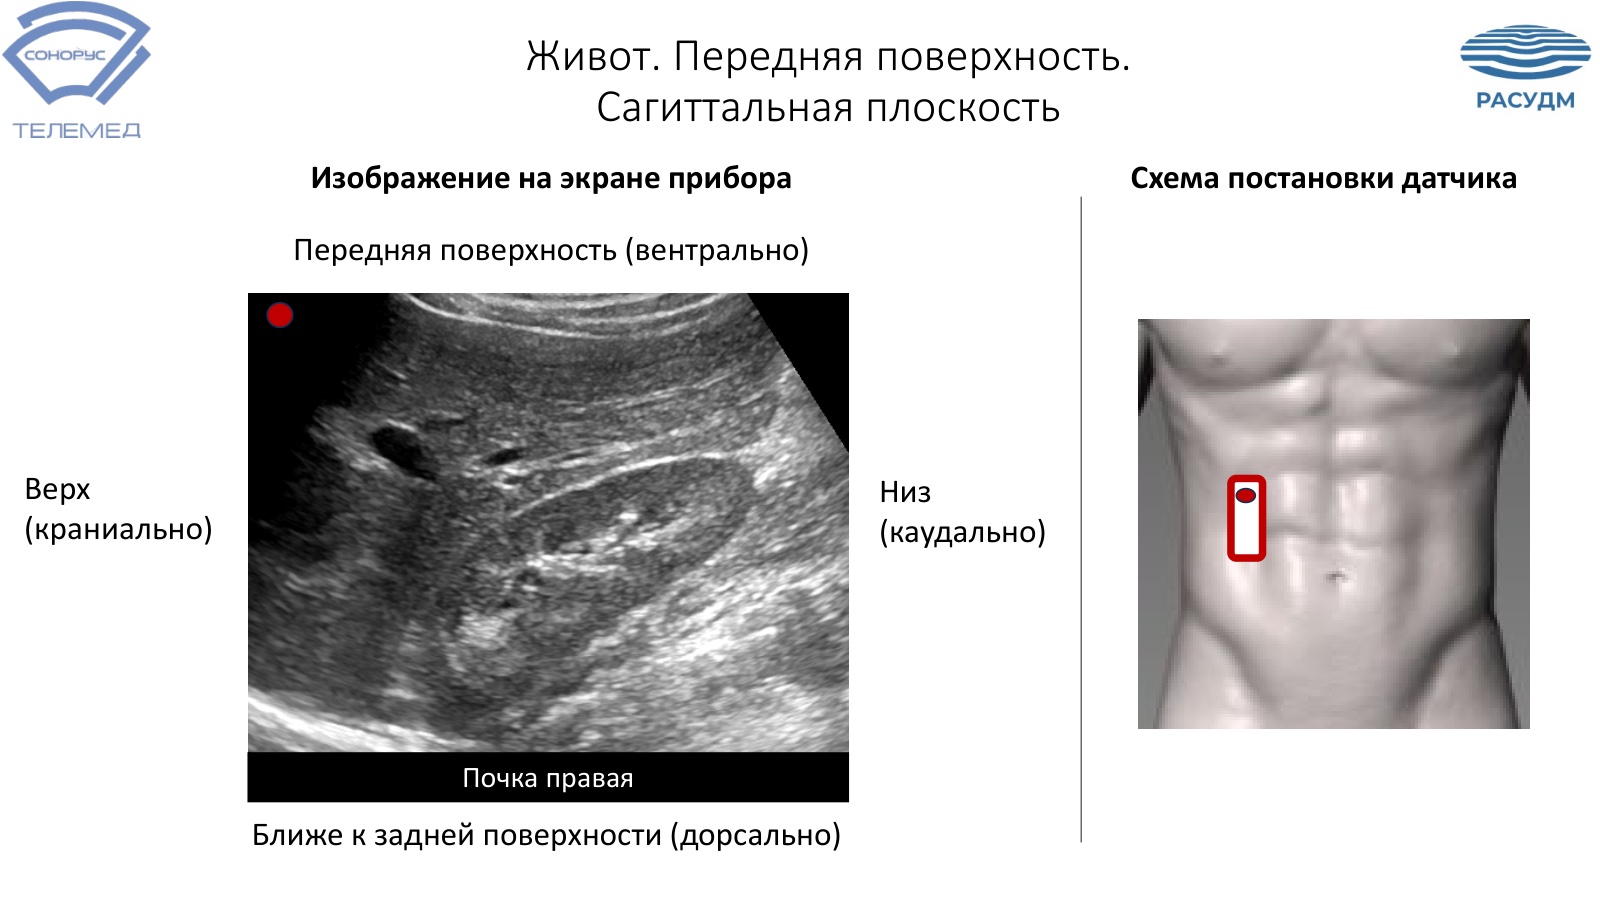 СОНОРУС
ТЕЛЕМЕД
Живот. Передняя поверхность.
Сагиттальная плоскость
РАСУДМ
Изображение на экране прибора
Схема постановки датчика
Передняя поверхность (вентрально)
Верх
(краниально)
Низ
(каудально)
Почка правая
Ближе к задней поверхности (дорсально)